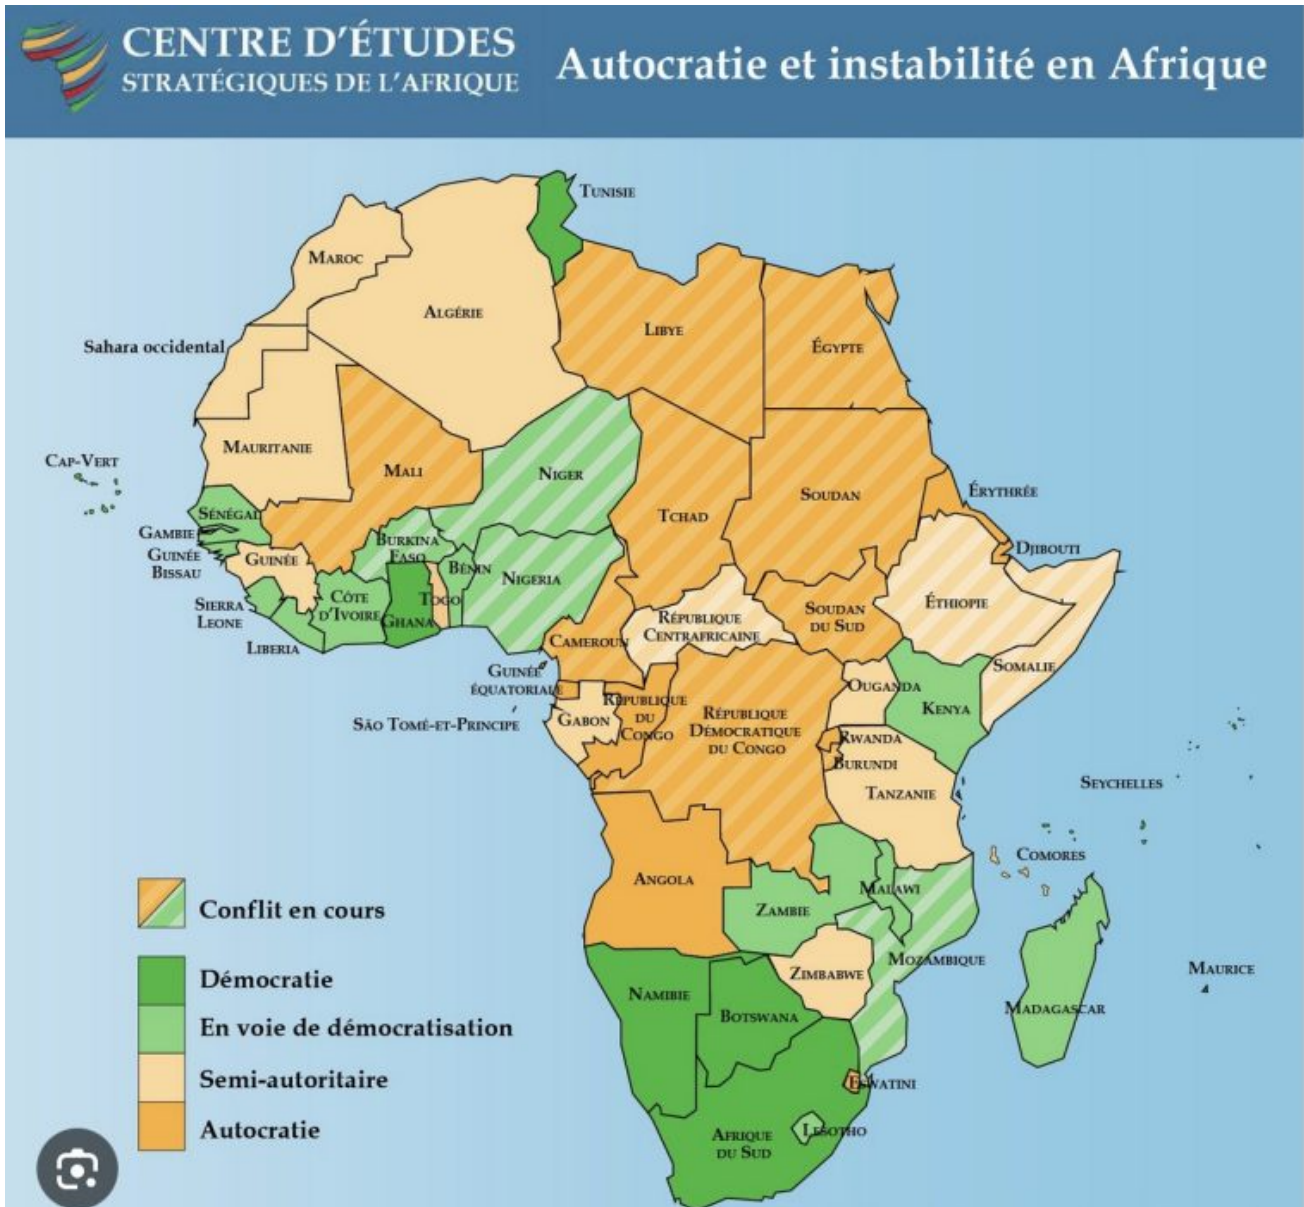 CENTRE D'ÉTUDES
STRATÉGIQUES DE L'AFRIQUE
Autocratie et instabilité en Afrique
TUNISIE
MAROC
ALGÉRIE
LIBYE
ÉGYPTE
Sahara occidental
MAURITANIE
CAP-VERT
MALI
NIGER
TCHAD
SOUDAN
ÉRYTHRÉE
SÉNÉGAL
GAMBIE
GUINÉE
BISSAU
GUINÉE
BURKINA
FASO
BÉNIN
NIGERIA
DJIBOUTI
ÉTHIOPIE
SIERRA
LEONE
CÔTE
D'IVOIRE
GHANA
TOGO
LIBERIA
CAMEROUN
RÉPUBLIQUE
CENTRAFRICAINE
SOUDAN
DU SUD
SOMALIE
GUINÉE
ÉQUATORIALE
SÃO TOMÉ-ET-PRINCIPE
GABON
RÉPUBLIQUE
DU
CONGO
RÉPUBLIQUE
DÉMOCRATIQUE
DU CONGO
OUGANDA
KENYA
RWANDA
BURUNDI
TANZANIE
SEYCHELLES
COMORES
ANGOLA
ZAMBIE
MALAWI
MOZAMBIQUE
ZIMBABWE
MADAGASCAR
MAURICE
NAMIBIE
BOTSWANA
ESWATINI
LESOTHO
AFRIQUE
DU SUD
Conflit en cours
Démocratie
En voie de démocratisation
Semi-autoritaire
Autocratie